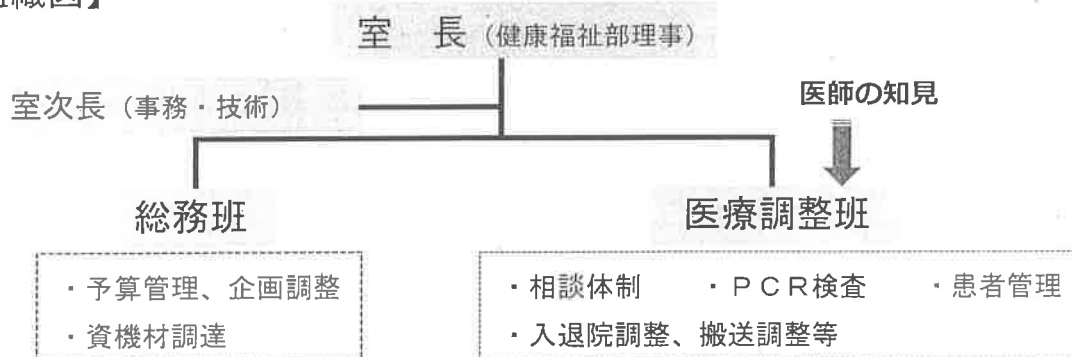 織図】
室　長（健康福祉部理事）
室次長（事務・技術）
医師の知見
総務班
医療調整班
・予算管理、企画調整
・資機材調達
・相談体制　・ＰＣＲ検査　・患者管理
・入退院調整、搬送調整等